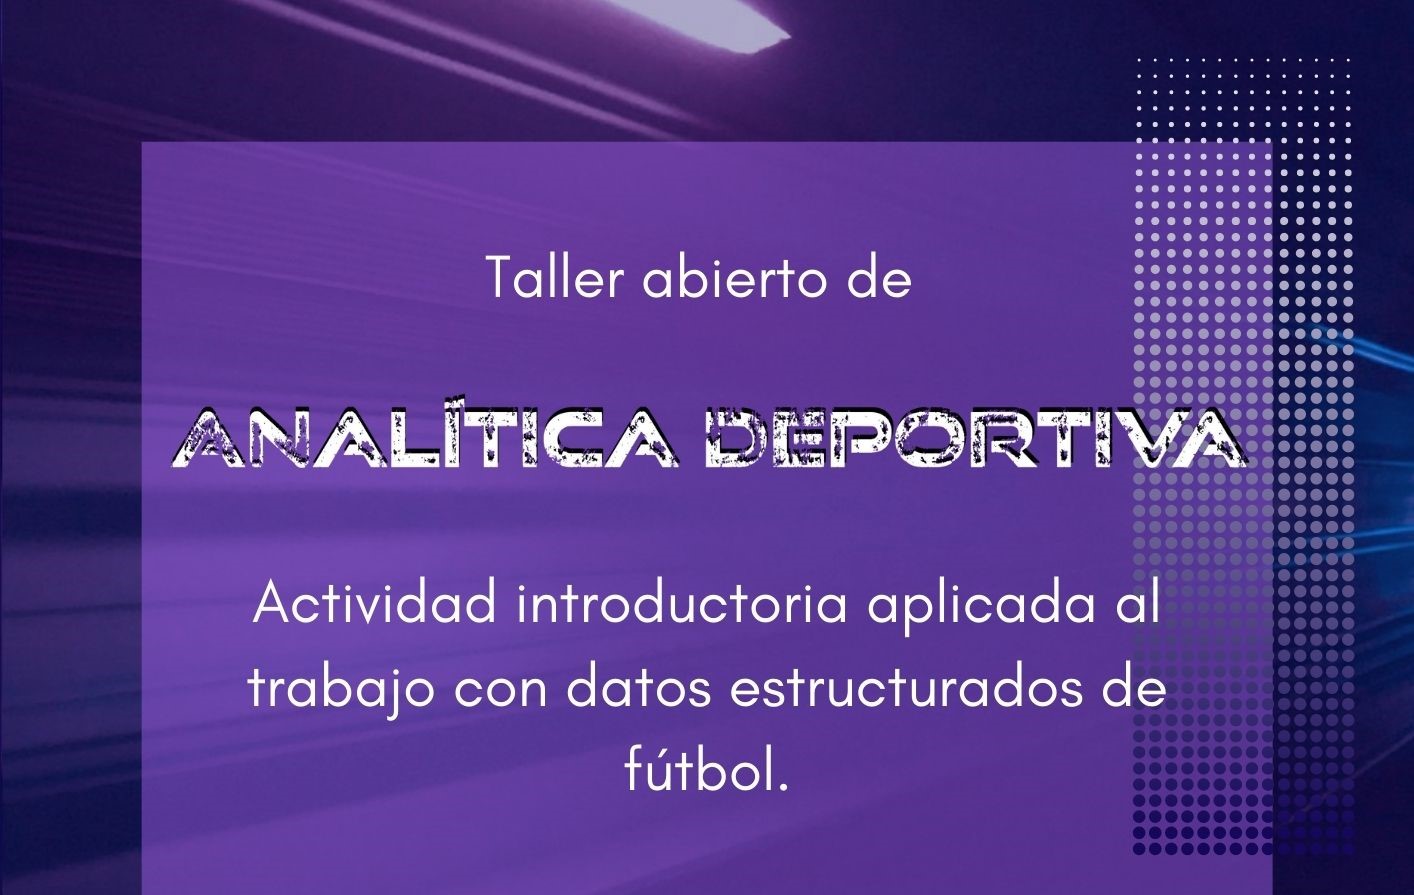 Taller abierto de
ANALÍTICA DEPORTIVA
Actividad introductoria aplicada al
trabajo con datos estructurados de
fútbol.